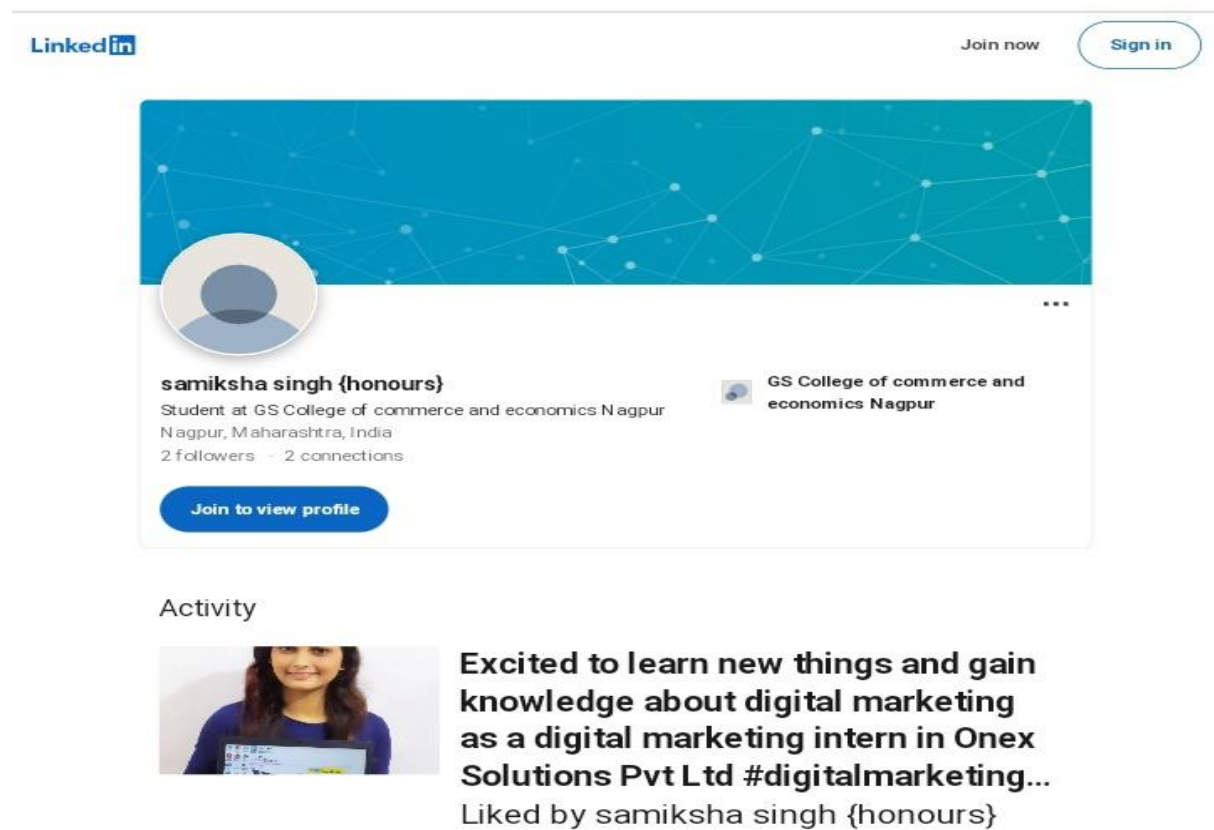 Linked in
Join now
Sign in
samiksha singh {honours}
Student at GS College of commerce and economics Nagpur
Nagpur, Maharashtra, India
2 followers · 2 connections
GS College of commerce and
economics Nagpur
Join to view profile
Activity
Excited to learn new things and gain
knowledge about digital marketing
as a digital marketing intern in Onex
Solutions Pvt Ltd #digitalmarketing...
Liked by samiksha singh {honours}